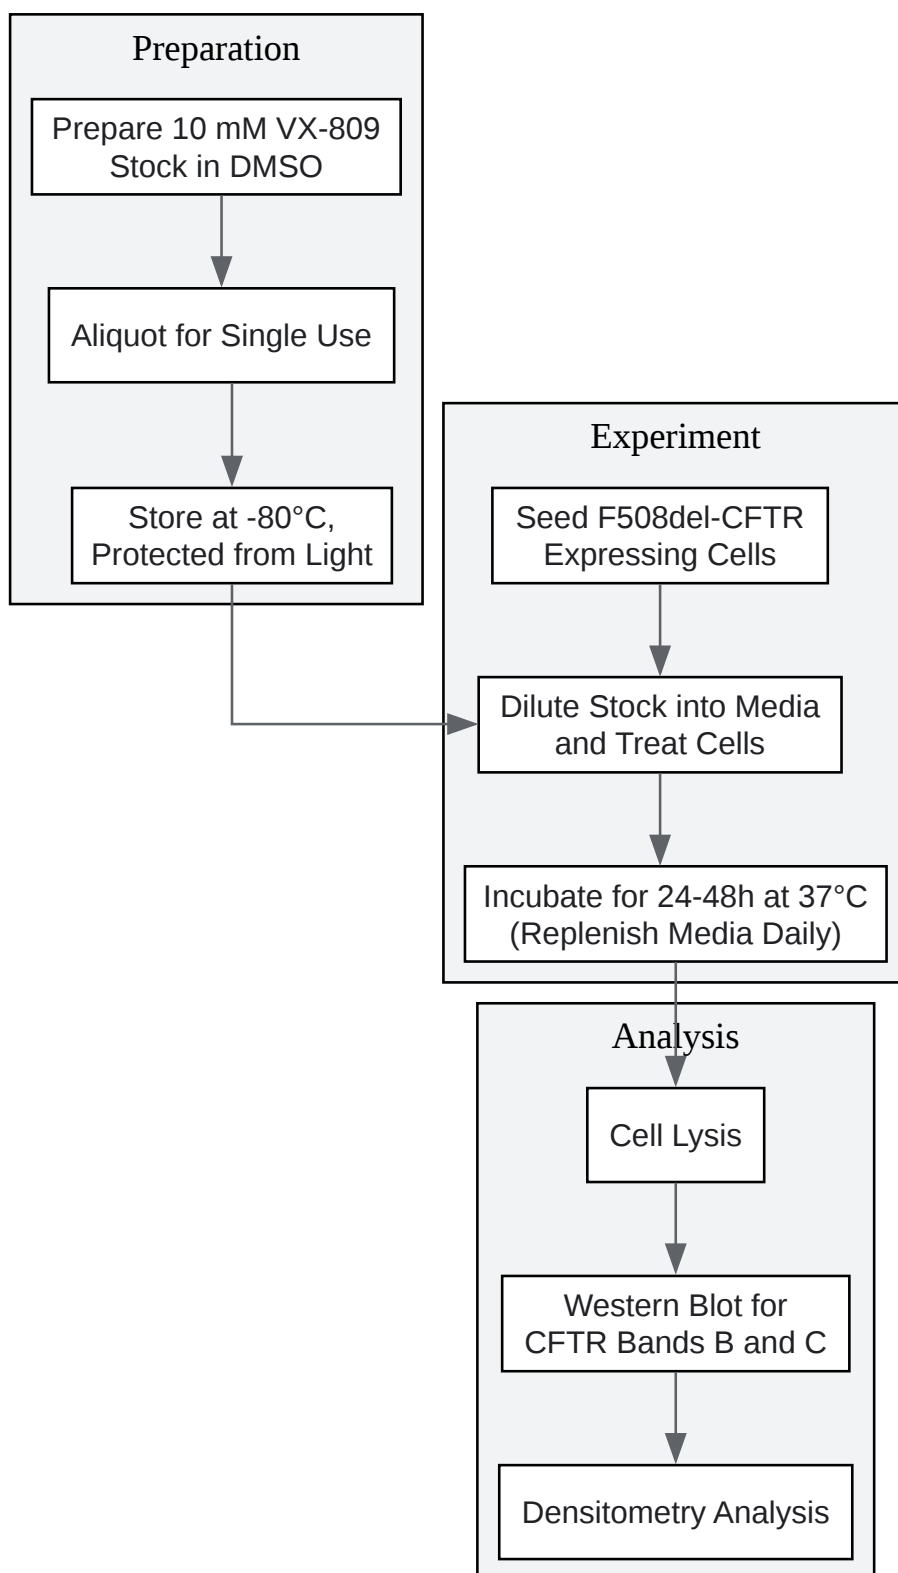 Preparation
Prepare 10 mM VX-809
Stock in DMSO
Aliquot for Single Use
Store at -80°C,
Protected from Light
Experiment
Seed F508del-CFTR
Expressing Cells
Dilute Stock into Media
and Treat Cells
Incubate for 24-48h at 37°C
(Replenish Media Daily)
Analysis
Cell Lysis
Western Blot for
CFTR Bands B and C
Densitometry Analysis